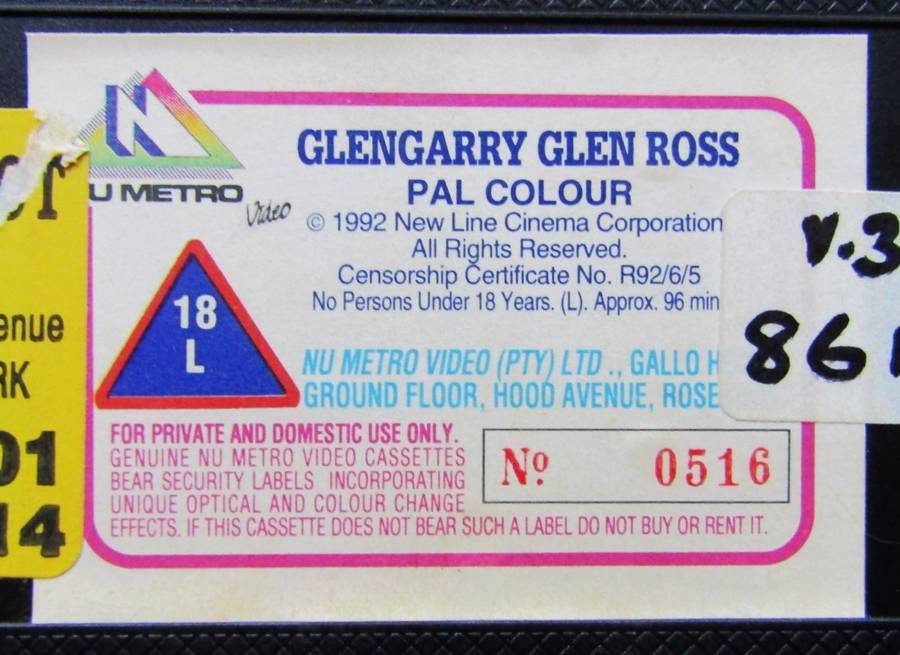 U METRO
Video
GLENGARRY GLEN ROSS
PAL COLOUR
© 1992 New Line Cinema Corporation
All Rights Reserved.
Censorship Certificate No. R92/6/5
No Persons Under 18 Years. (L). Approx. 96 min
18
L
NU METRO VIDEO (PTY) LTD ., GALLO H
GROUND FLOOR, HOOD AVENUE, ROSE
FOR PRIVATE AND DOMESTIC USE ONLY.
GENUINE NU METRO VIDEO CASSETTES
BEAR SECURITY LABELS INCORPORATING
UNIQUE OPTICAL AND COLOUR CHANGE
EFFECTS. IF THIS CASSETTE DOES NOT BEAR SUCH A LABEL DO NOT BUY OR RENT IT.
No. 0516
enue
RK
01
14
V.3
86